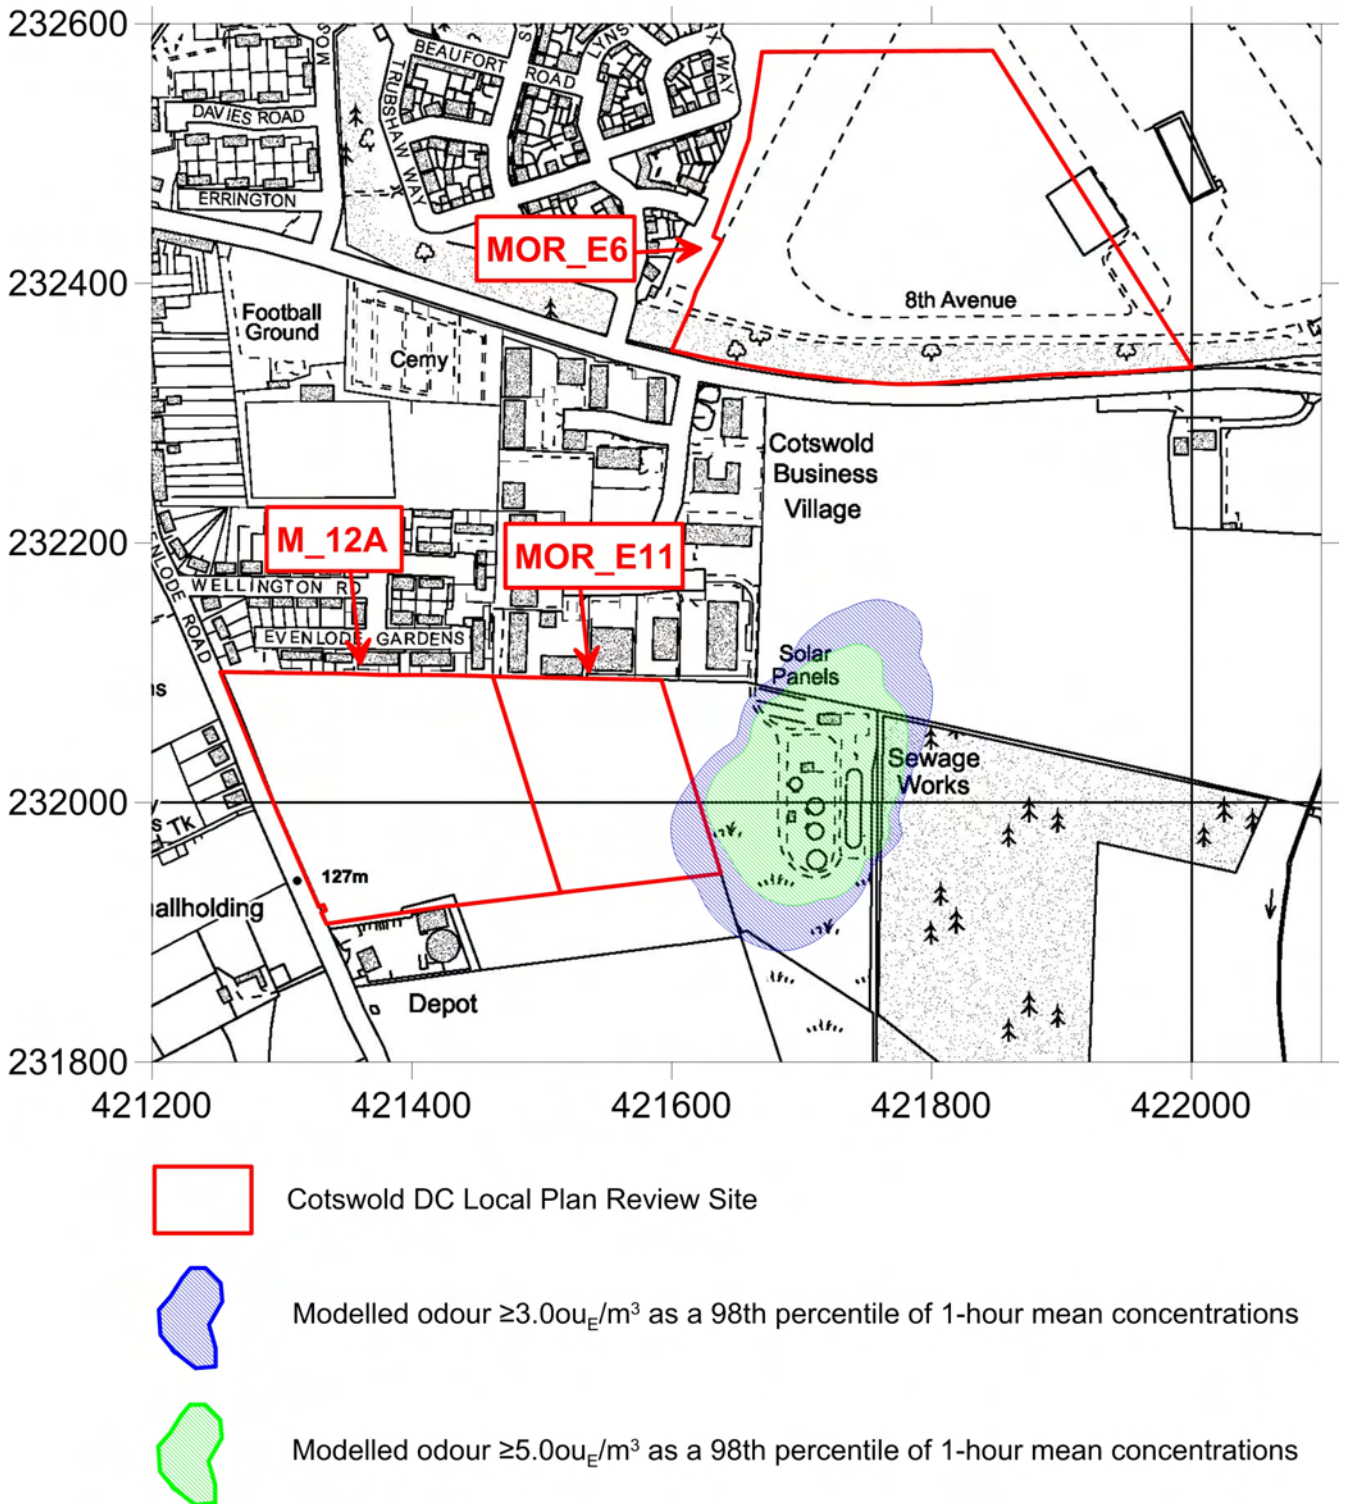 232600
BEAUFORT
ROAD
LYNS
X WAY
MOS
TRUBSHAW WAY
DAVIES ROAD
ERRINGTON
MOR_E6
232400
8th Avenue
Football
Ground
Cemy
Cotswold
Business
Village
M_12A
MOR_E11
232200
ENLODE ROAD
WELLINGTON RD
EVENLODE GARDENS
Solar
Panels
Sewage
Works
232000
s Tk
127m
allholding
Depot
231800
421200
421400
421600
421800
422000
Cotswold DC Local Plan Review Site
Modelled odour ≥3.0ouE/m³ as a 98th percentile of 1-hour mean concentrations
Modelled odour ≥5.0ouE/m³ as a 98th percentile of 1-hour mean concentrations